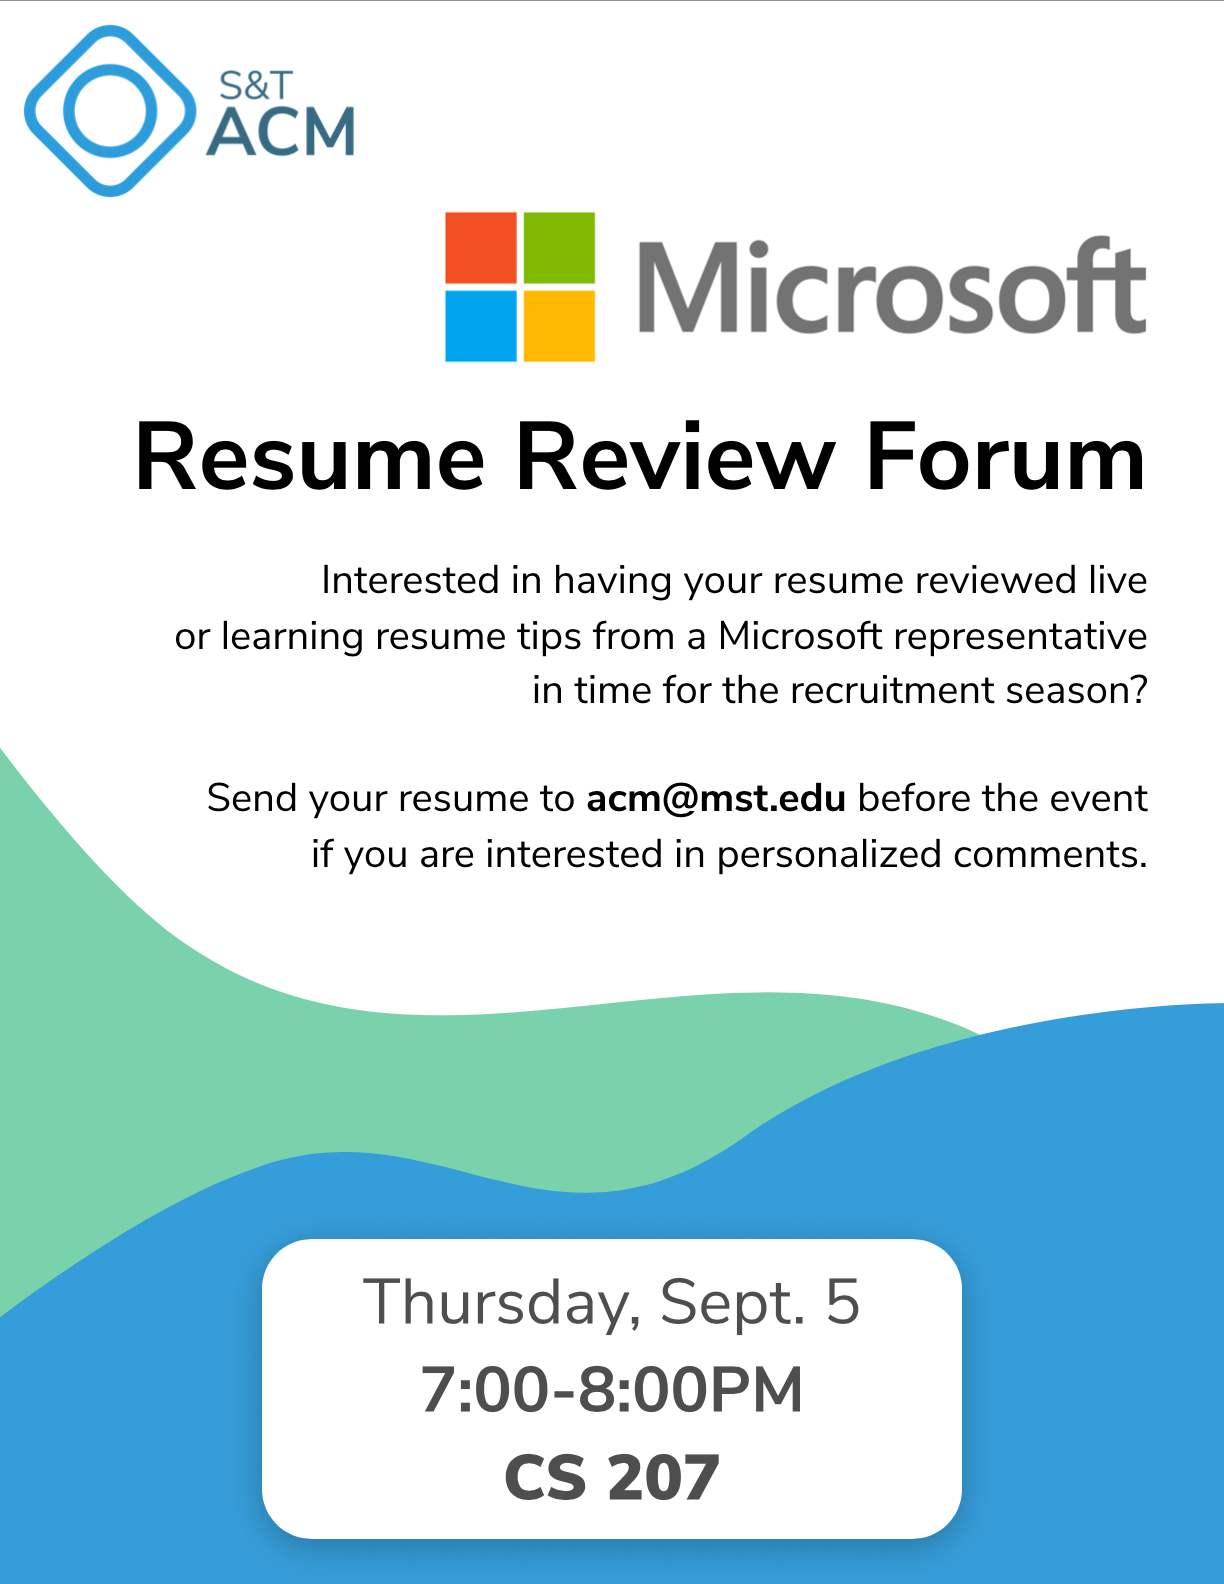 S&T
ACM
Microsoft
Resume Review Forum
Interested in having your resume reviewed live
or learning resume tips from a Microsoft representative
in time for the recruitment season?
Send your resume to acm@mst.edu before the event
if you are interested in personalized comments.
Thursday, Sept. 5
7:00-8:00PM
CS 207